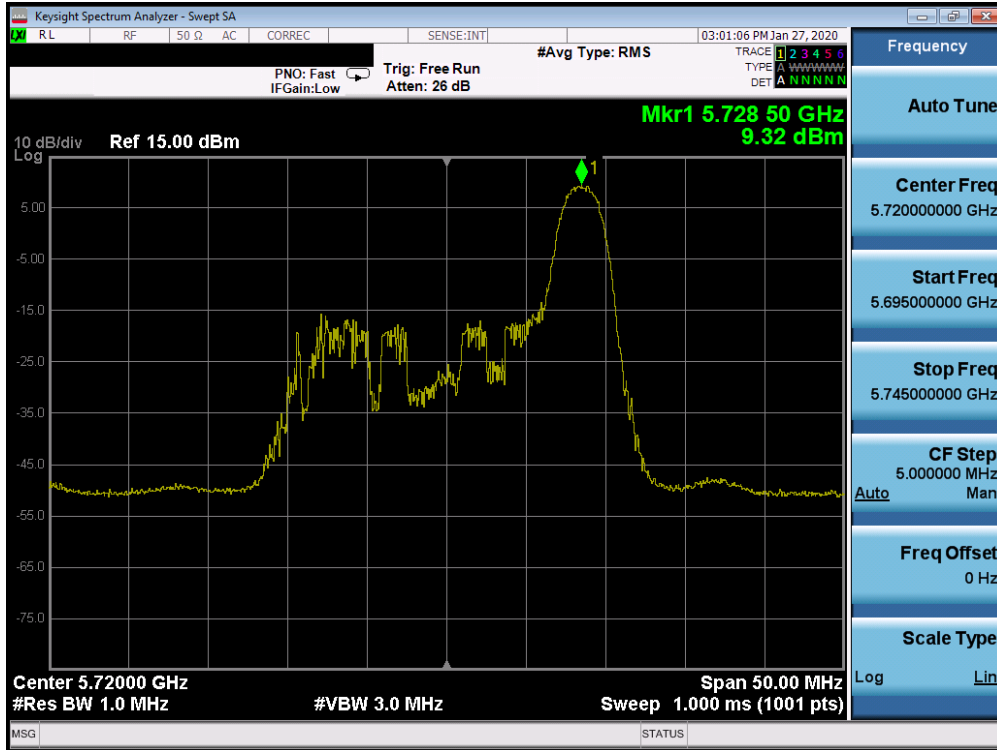 Keysight Spectrum Analyzer - Swept SA
LXI RL RF 50 Ω AC CORREC SENSE:INT 03:01:06 PM Jan 27, 2020
#Avg Type: RMS TRACE 1 2 3 4 5 6
PNO: Fast Trig: Free Run TYPE A WWWWW
IFGain:Low Atten: 26 dB DET A N N N N N
Mkr1 5.728 50 GHz
9.32 dBm
10 dB/div Ref 15.00 dBm
Log
1
5.00
-5.00
-15.0
-25.0
-35.0
-45.0
-55.0
-65.0
-75.0
Center 5.72000 GHz Span 50.00 MHz
#Res BW 1.0 MHz #VBW 3.0 MHz Sweep 1.000 ms (1001 pts)
MSG STATUS
Frequency
Auto Tune
Center Freq
5.720000000 GHz
Start Freq
5.695000000 GHz
Stop Freq
5.745000000 GHz
CF Step
5.000000 MHz
Auto Man
Freq Offset
0 Hz
Scale Type
Log Lin